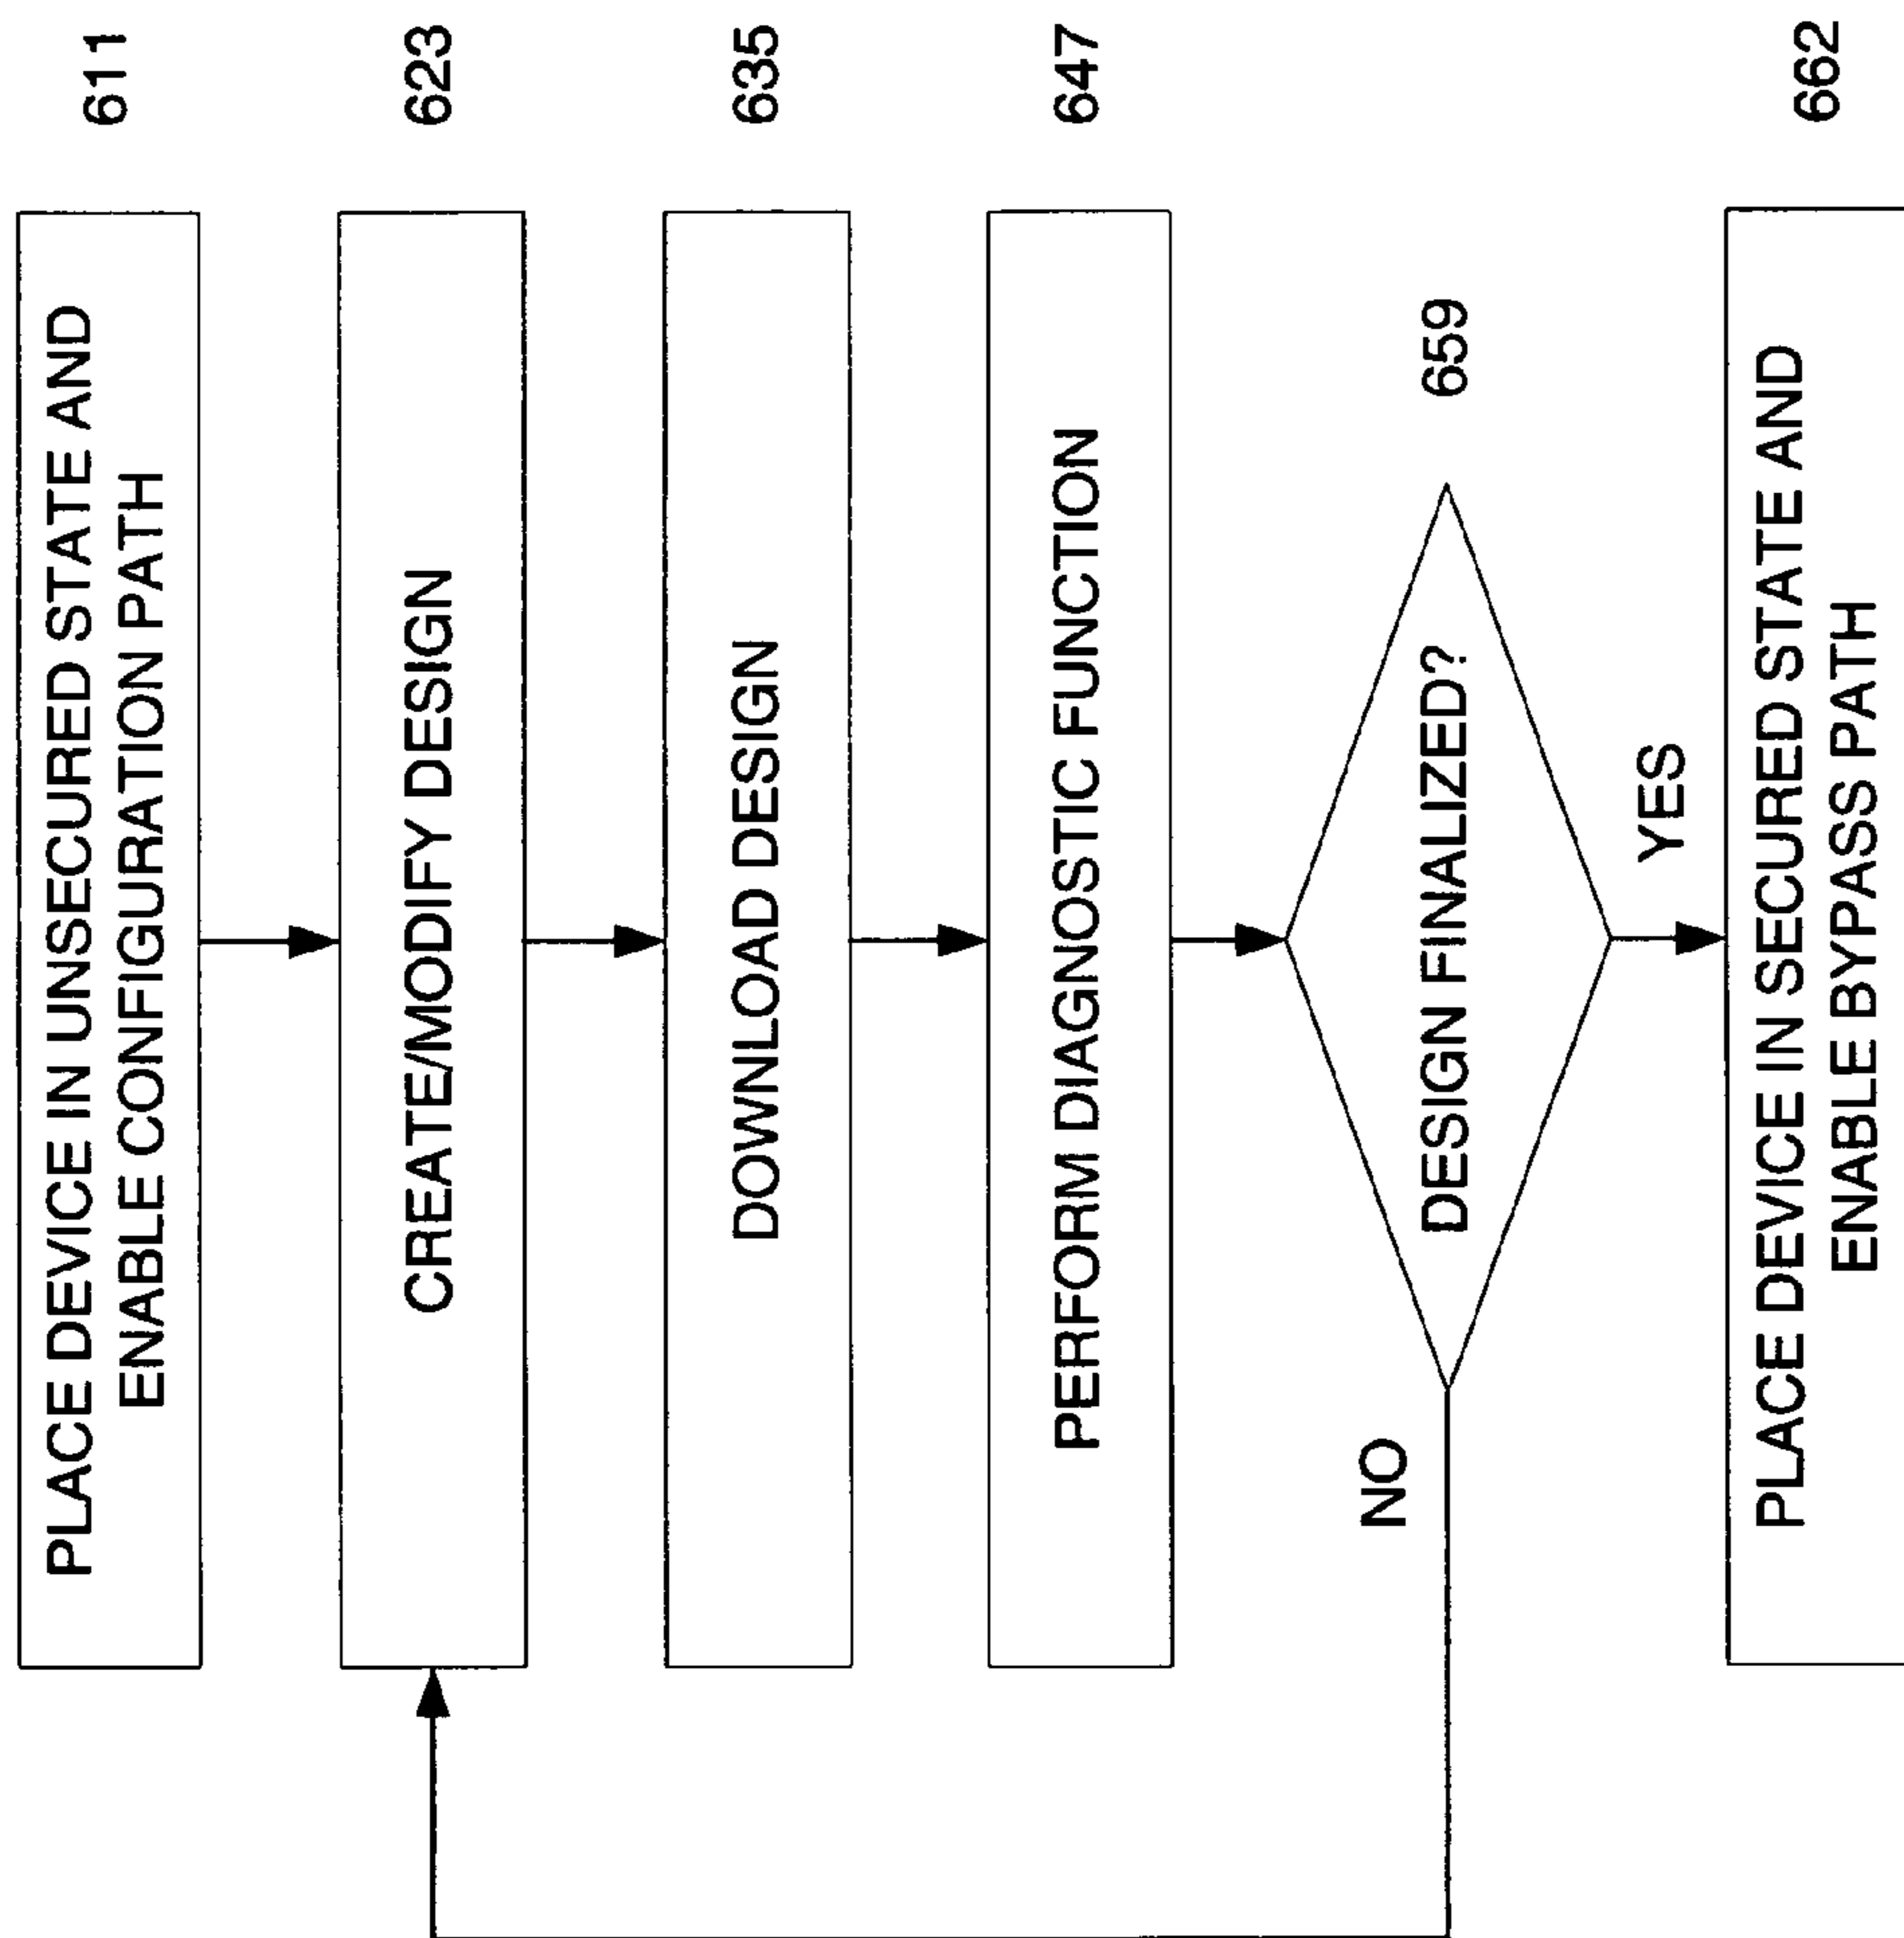 PLACE DEVICE IN UNSECURED STATE AND
ENABLE CONFIGURATION PATH
611
CREATE/MODIFY DESIGN
623
DOWNLOAD DESIGN
635
PERFORM DIAGNOSTIC FUNCTION
647
DESIGN FINALIZED?
659
NO
YES
PLACE DEVICE IN SECURED STATE AND
ENABLE BYPASS PATH
662